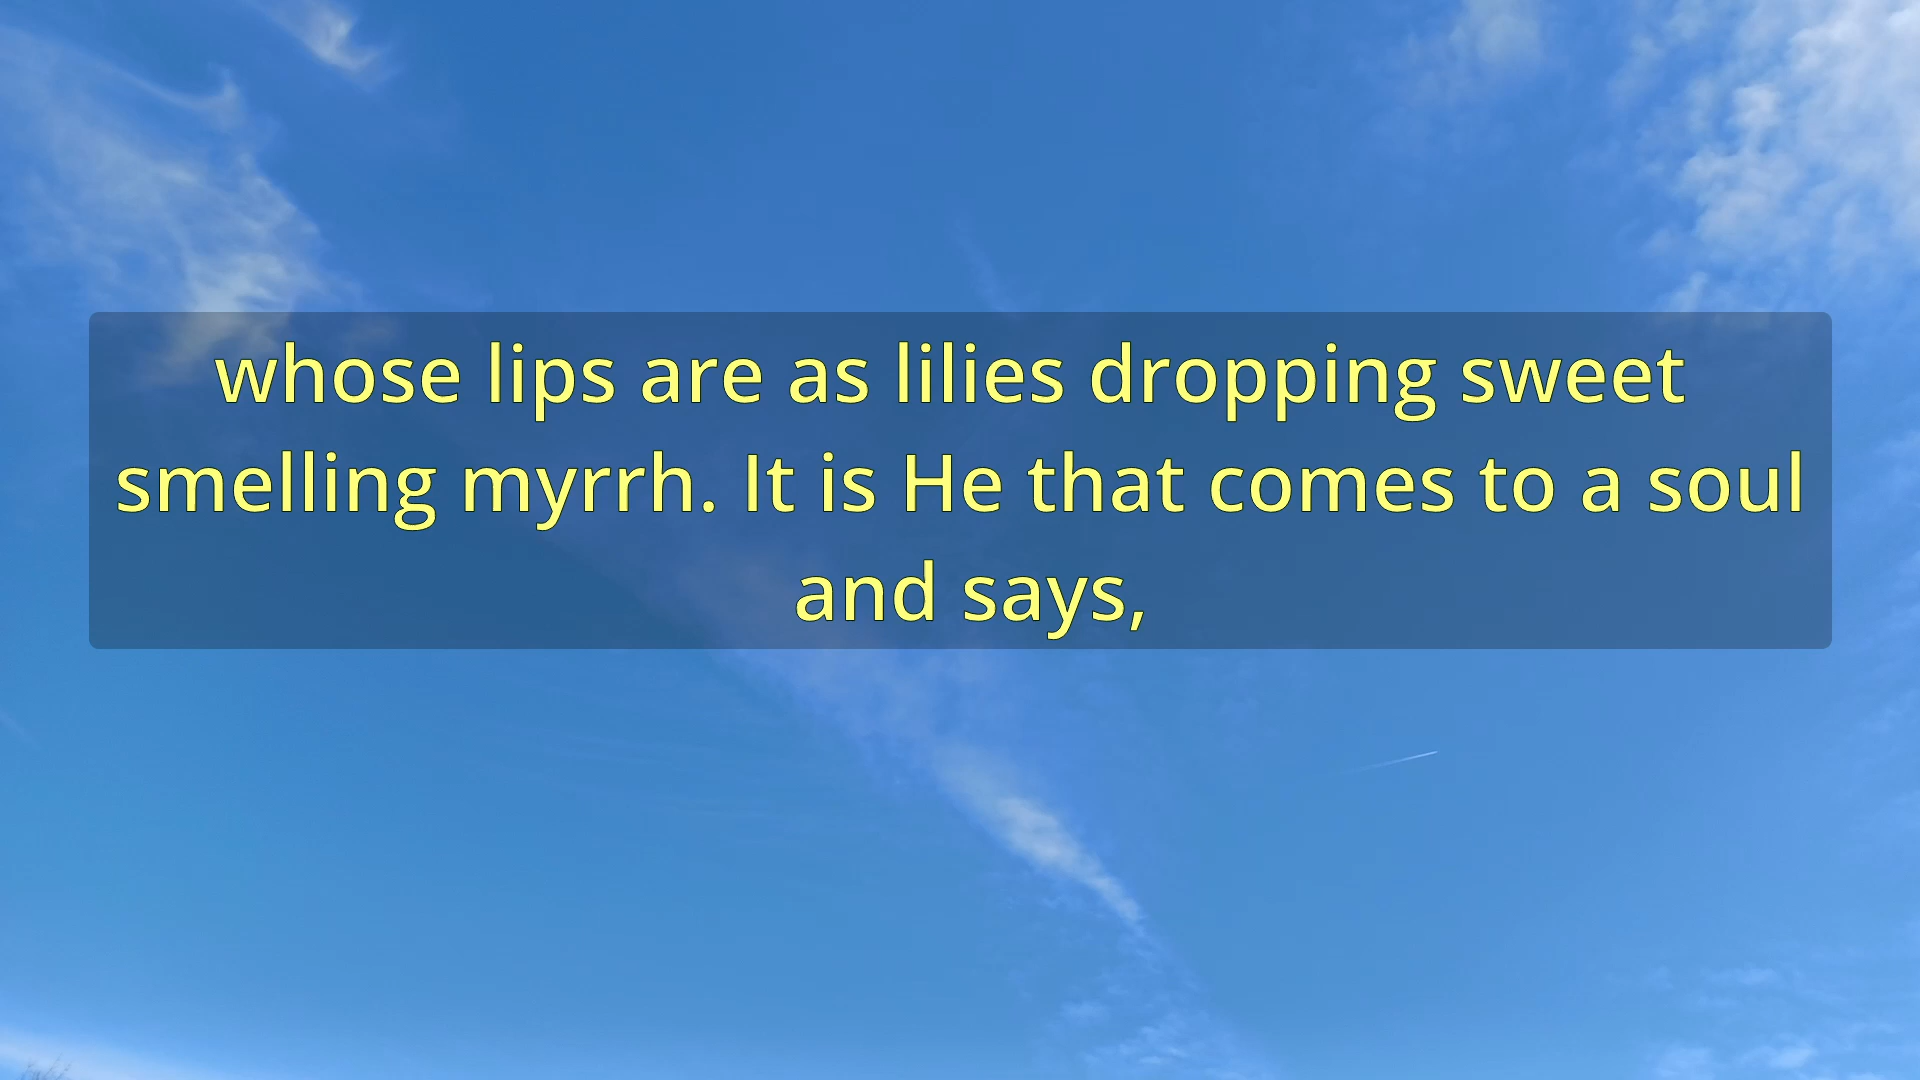 whose lips are as lilies dropping sweet
smelling myrrh. It is He that comes to a soul
and says,